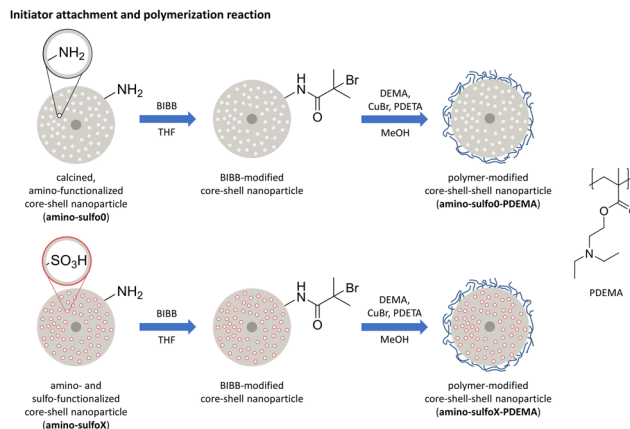 Initiator attachment and polymerization reaction
NH₂
NH₂
BIBB
THF
H
N
O
Br
DEMA,
CuBr, PDETA
MeOH
calcined,
amino-functionalized
core-shell nanoparticle
(amino-sulfo0)
BIBB-modified
core-shell nanoparticle
polymer-modified
core-shell-shell nanoparticle
(amino-sulfo0-PDEMA)
O
O
N
PDEMA
SO₃H
NH₂
BIBB
THF
H
N
O
Br
DEMA,
CuBr, PDETA
MeOH
amino- and
sulfo-functionalized
core-shell nanoparticle
(amino-sulfoX)
BIBB-modified
core-shell nanoparticle
polymer-modified
core-shell-shell nanoparticle
(amino-sulfoX-PDEMA)